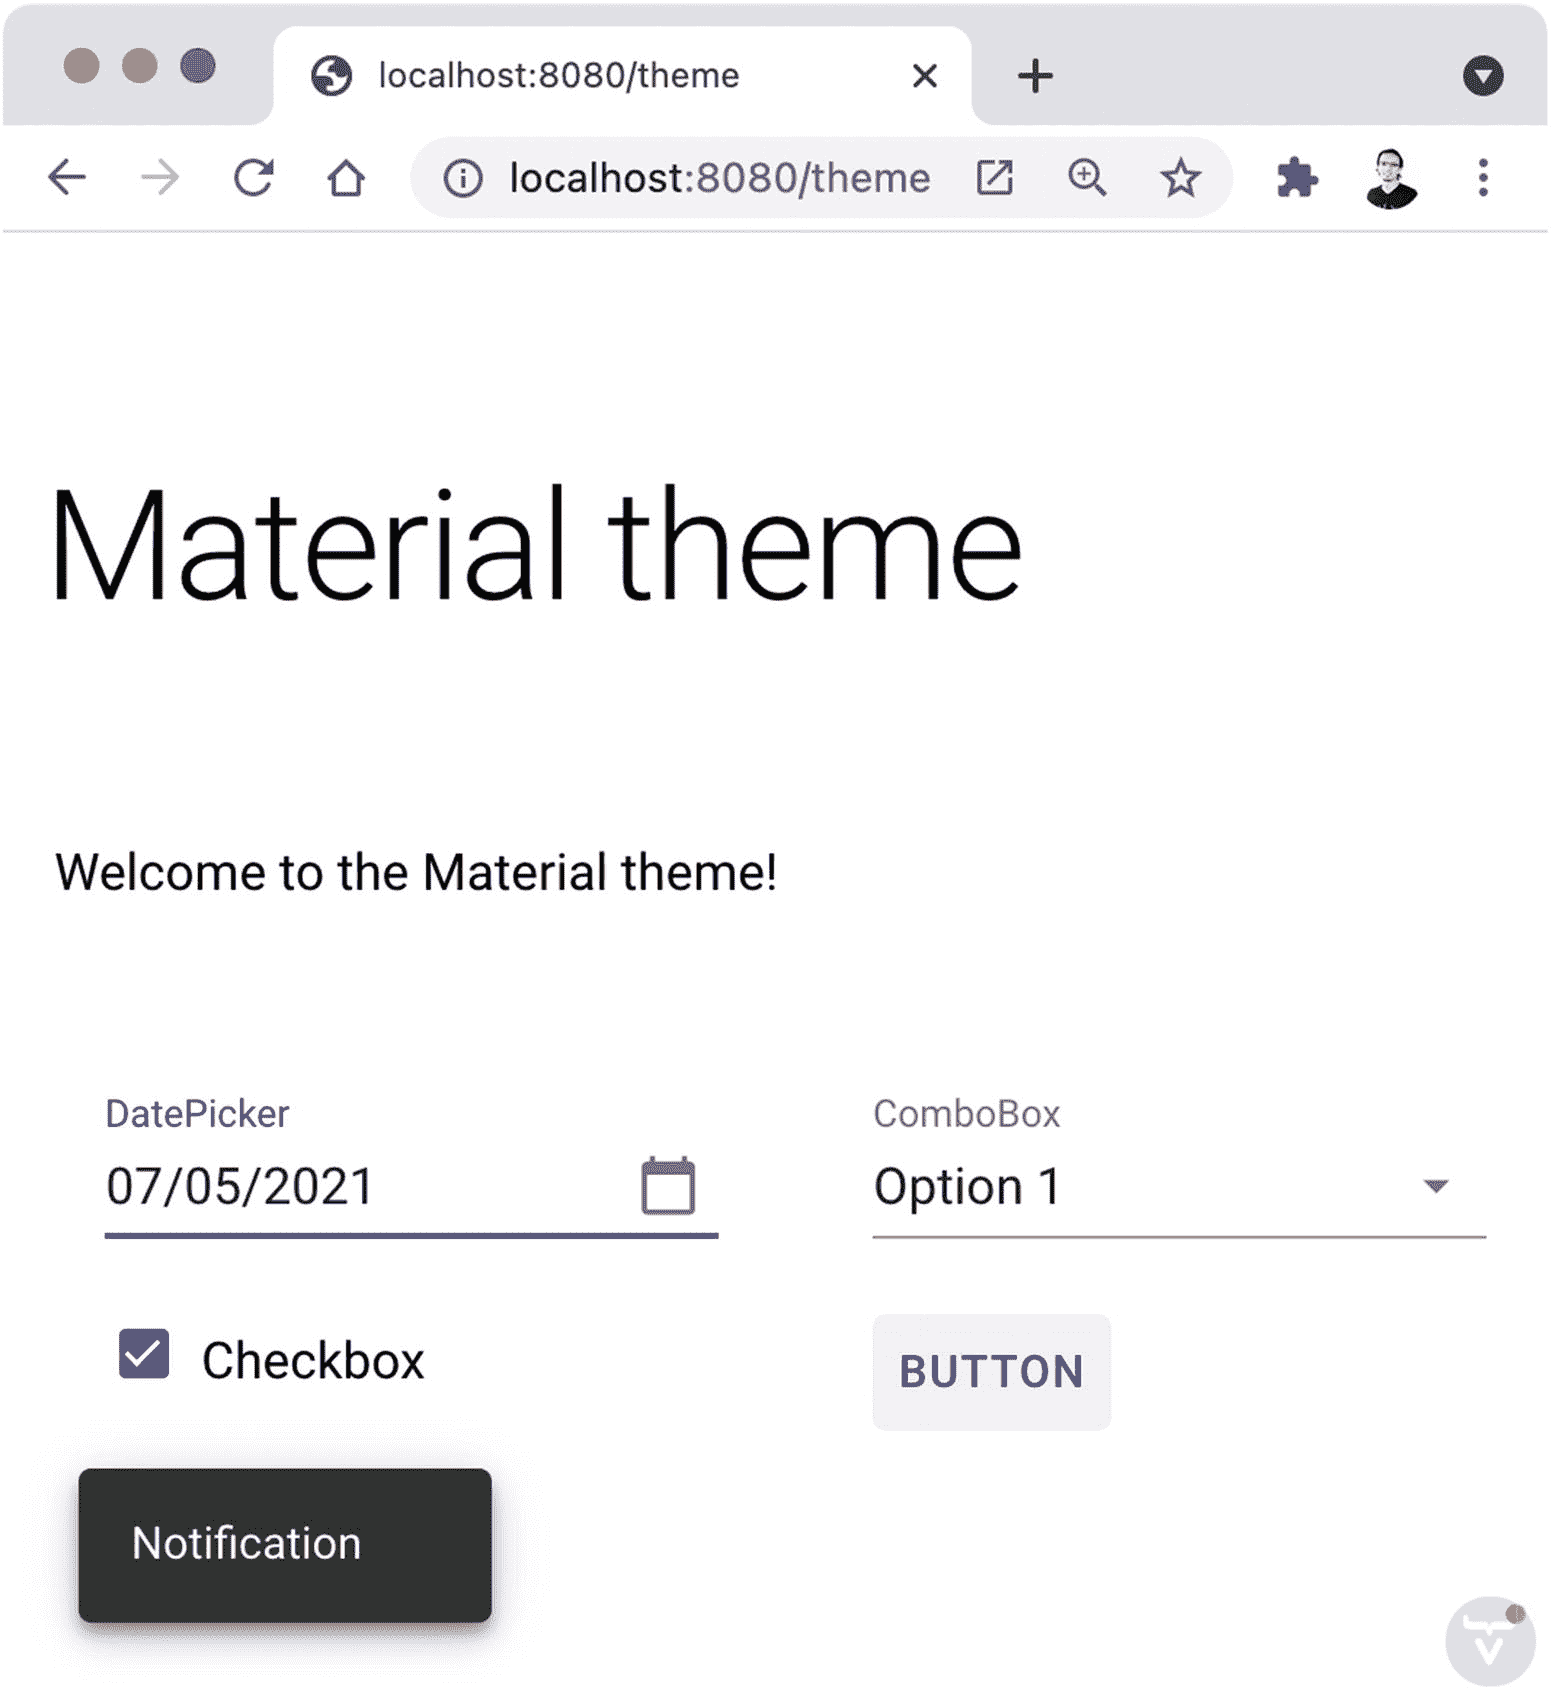 localhost:8080/theme
localhost:8080/theme
Material theme
Welcome to the Material theme!
DatePicker
ComboBox
07/05/2021
Option 1
Checkbox
BUTTON
Notification